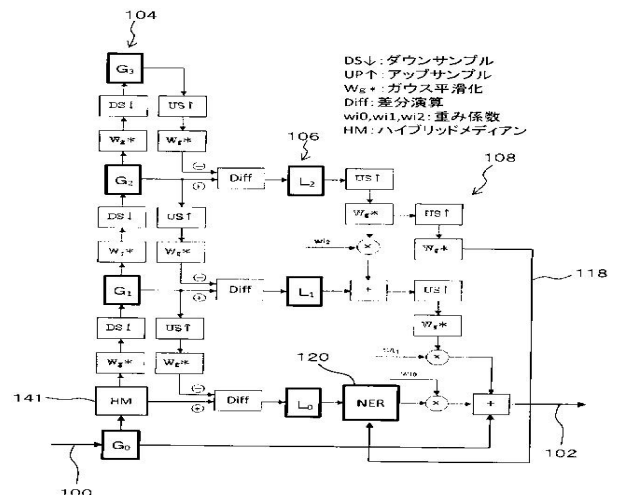 104
G3
DS↓
US↑
Wg*
Wg*
DS↓:ダウンサンプル
UP↑:アップサンプル
Wg*:ガウス平滑化
Diff:差分演算
wi0,wi1,wi2:重み係数
HM:ハイブリッドメディアン
106
108
G2
⊖
⊕
Diff
L2
US↑
DS↓
US↑
Wg*
US↑
Wg*
Wg*
wi2
×
Wg*
118
G1
⊖
⊕
Diff
L1
+
US↑
DS↓
US↑
Wg*
Wg*
Wg*
120
×
wi0
141
HM
⊖
⊕
Diff
L0
NER
×
+
G0
100
102